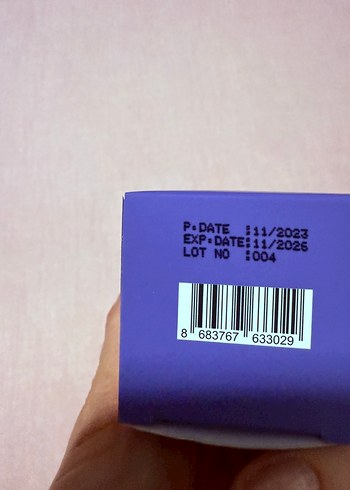 P:DATE :11/2023
EXP:DATE:11/2026
LOT NO :004
8 683767 633029